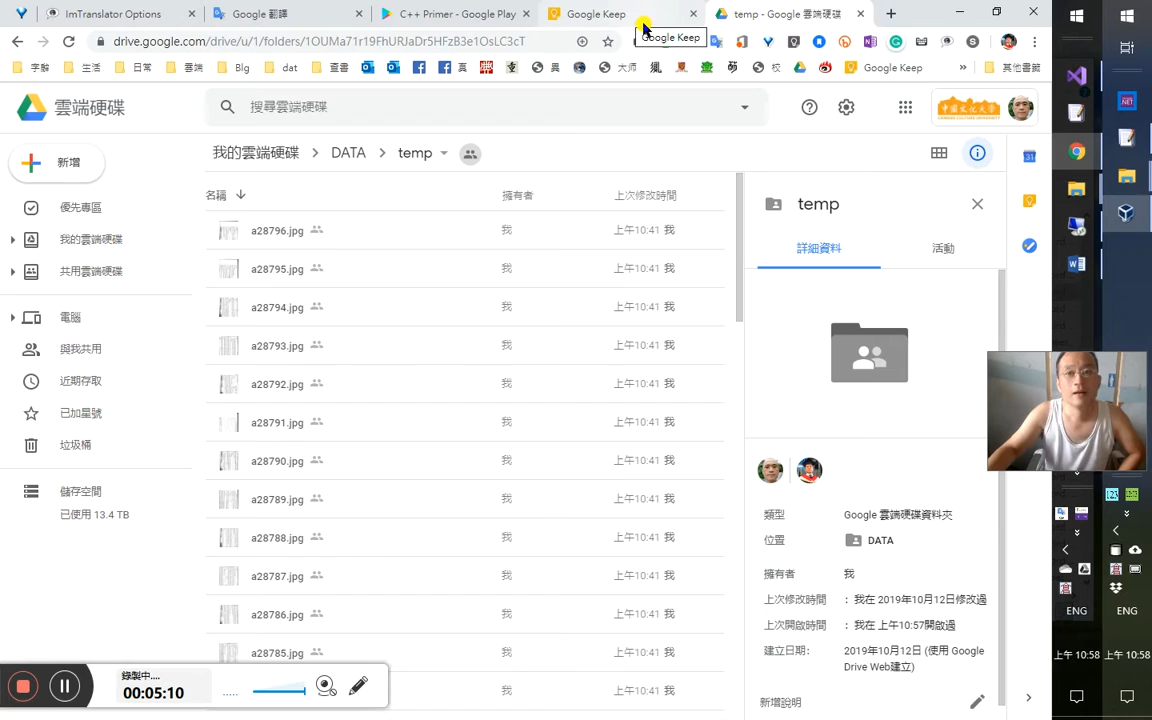 ImTranslator Options
Google 翻譯
C++ Primer - Google Play
Google Keep
temp - Google 雲端硬碟
drive.google.com/drive/u/1/folders/1OUMa71r19FhURJaDr5HFzB3e1OsLC3cT
Google Keep
字辭
生活
日常
雲端
Blg
dat
查書
真
異
大師
校
Google Keep
其他書籤
雲端硬碟
搜尋雲端硬碟
中國文化大學
新增
我的雲端硬碟 > DATA > temp
優先專區
我的雲端硬碟
共用雲端硬碟
電腦
與我共用
近期存取
已加星號
垃圾桶
儲存空間
已使用 13.4 TB
名稱 擁有者 上次修改時間
a28796.jpg 我 上午10:41 我
a28795.jpg 我 上午10:41 我
a28794.jpg 我 上午10:41 我
a28793.jpg 我 上午10:41 我
a28792.jpg 我 上午10:41 我
a28791.jpg 我 上午10:41 我
a28790.jpg 我 上午10:41 我
a28789.jpg 我 上午10:41 我
a28788.jpg 我 上午10:41 我
a28787.jpg 我 上午10:41 我
a28786.jpg 我 上午10:41 我
a28785.jpg 我 上午10:41 我
我 上午10:41 我
temp
詳細資料 活動
類型 Google 雲端硬碟資料夾
位置 DATA
擁有者 我
上次修改時間 ：我在 2019年10月12日修改過
上次開啟時間 ：我在 上午10:57開啟過
建立日期: 2019年10月12日 (使用 Google
Drive Web建立)
新增說明
錄製中....
00:05:10
ENG
ENG
上午 10:58
上午 10:58